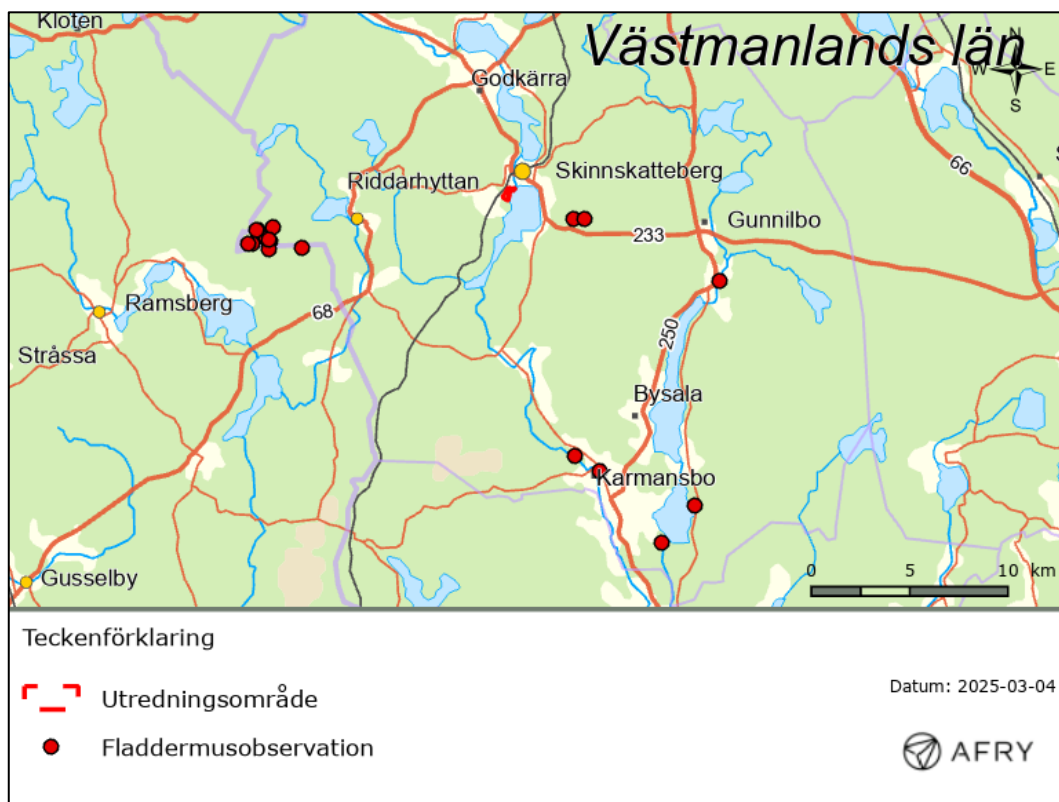 Kloten
Västmanlands län
N
W E
S
Godkärra
66
S
Skinnskatteberg
Riddarhyttan
Gunnilbo
233
Ramsberg
68
250
Stråssa
Bysala
Karmansbo
0 5 10 km
Gusselby
Teckenförklaring
Utredningsområde
Datum: 2025-03-04
Fladdermusobservation
AFRY